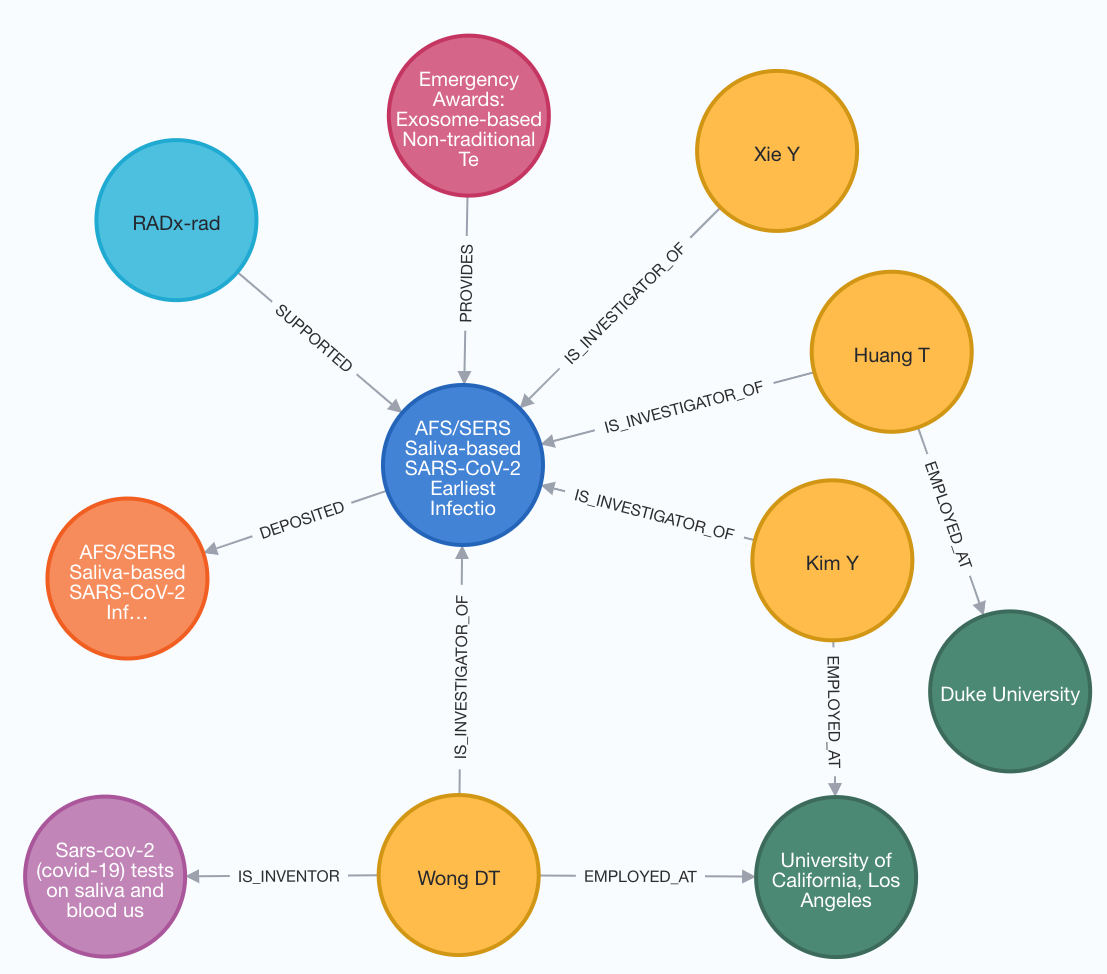 Emergency
Awards:
Exosome-based
Non-traditional
Te
Xie Y
RADx-rad
PROVIDES
IS_INVESTIGATOR_OF
SUPPORTED
Huang T
IS_INVESTIGATOR_OF
AFS/SERS
Saliva-based
SARS-CoV-2
Earliest
Infectio
IS_INVESTIGATOR_OF
EMPLOYED_AT
DEPOSITED
AFS/SERS
Saliva-based
SARS-CoV-2
Inf...
Kim Y
IS_INVESTIGATOR_OF
EMPLOYED_AT
Duke University
Sars-cov-2
(covid-19) tests
on saliva and
blood us
IS_INVENTOR
Wong DT
EMPLOYED_AT
University of
California, Los
Angeles